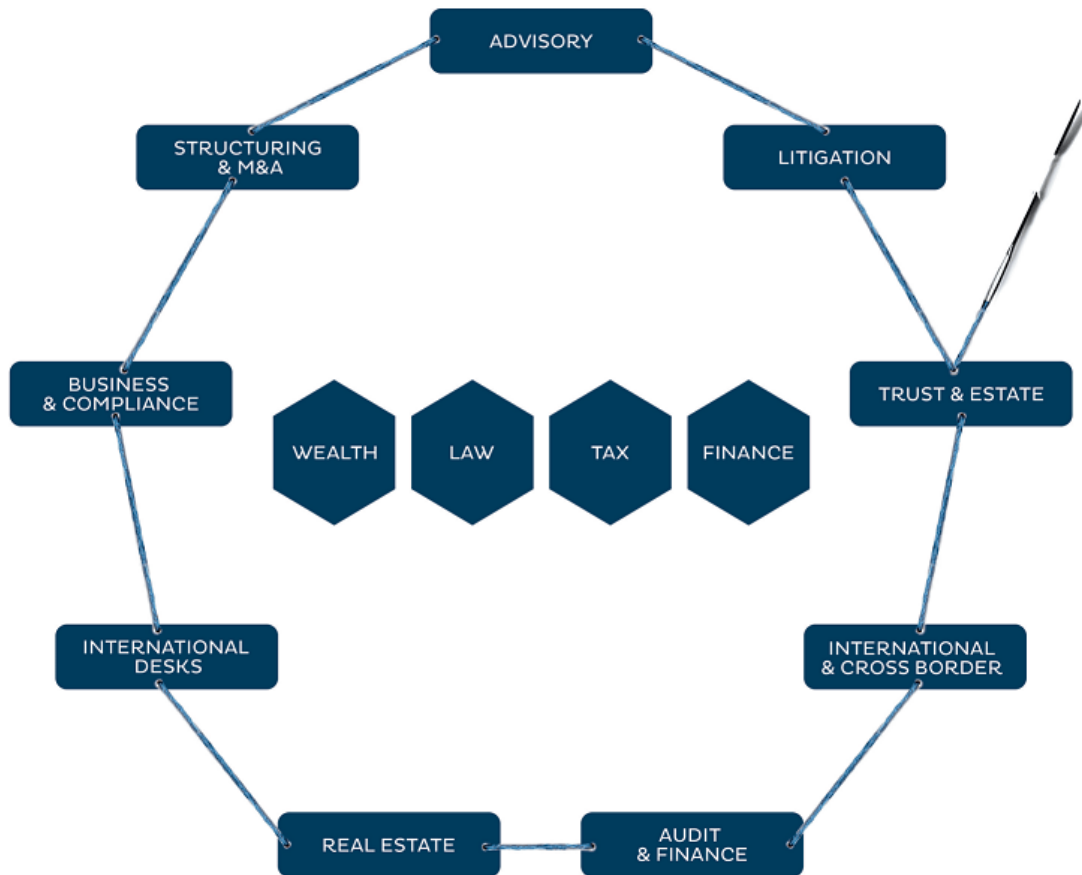 ADVISORY
STRUCTURING
& M&A
LITIGATION
BUSINESS
& COMPLIANCE
TRUST & ESTATE
WEALTH
LAW
TAX
FINANCE
INTERNATIONAL
DESKS
INTERNATIONAL
& CROSS BORDER
REAL ESTATE
AUDIT
& FINANCE